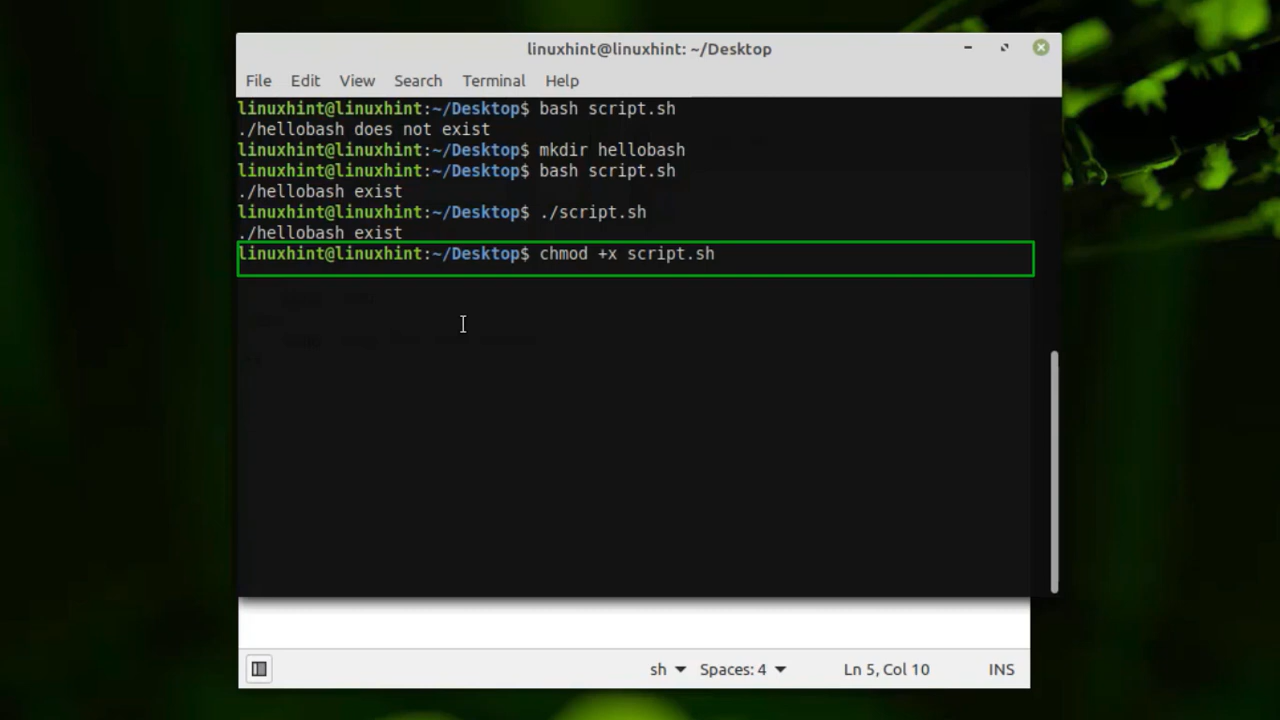 linuxhint@linuxhint: ~/Desktop
File Edit View Search Terminal Help
linuxhint@linuxhint:~/Desktop$ bash script.sh
./hellobash does not exist
linuxhint@linuxhint:~/Desktop$ mkdir hellobash
linuxhint@linuxhint:~/Desktop$ bash script.sh
./hellobash exist
linuxhint@linuxhint:~/Desktop$ ./script.sh
./hellobash exist
linuxhint@linuxhint:~/Desktop$ chmod +x script.sh
sh Spaces: 4 Ln 5, Col 10 INS